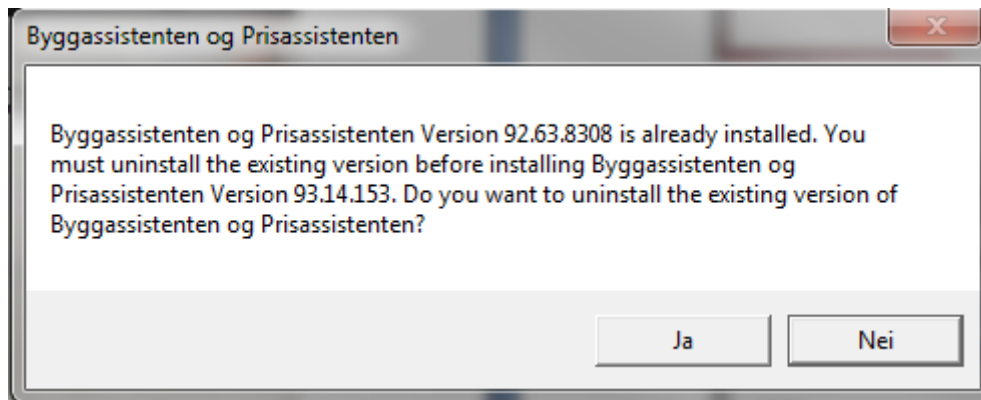 Byggassistenten og Prisassistenten
Byggassistenten og Prisassistenten Version 92.63.8308 is already installed. You
must uninstall the existing version before installing Byggassistenten og
Prisassistenten Version 93.14.153. Do you want to uninstall the existing version of
Byggassistenten og Prisassistenten?
Ja
Nei